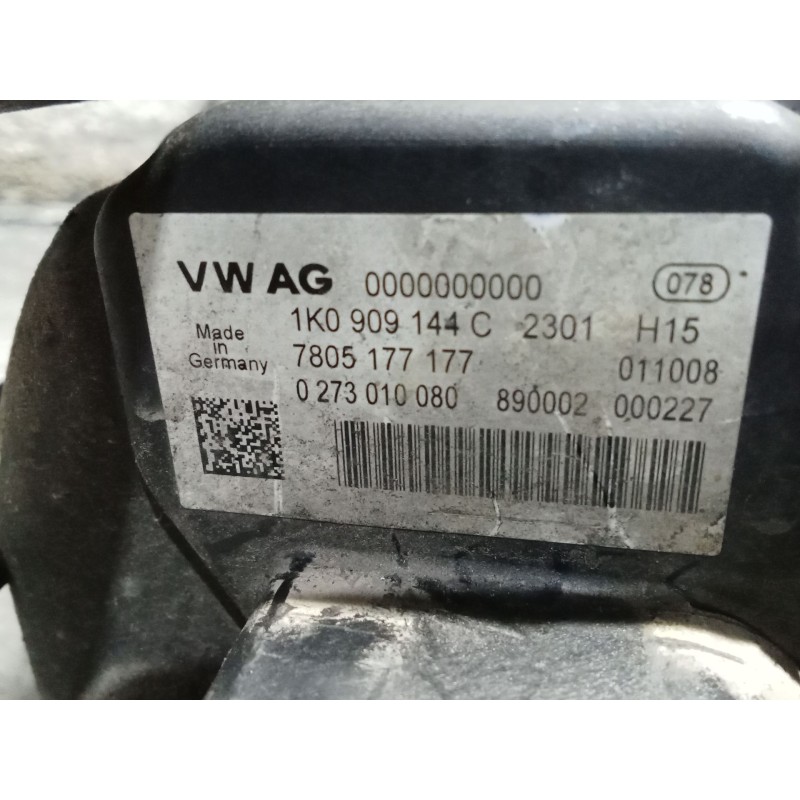 VW AG 0000000000 078
1K0 909 144 C 2301 H15
Made in Germany
7805 177 177 011008
0 273 010 080 890002 000227